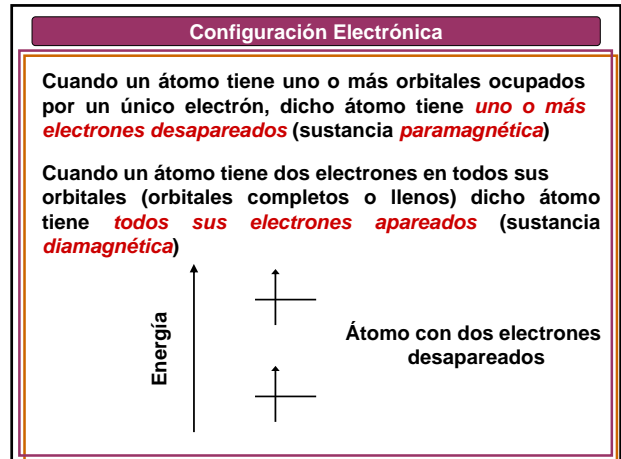 Configuración Electrónica
Cuando un átomo tiene uno o más orbitales ocupados
por un único electrón, dicho átomo tiene uno o más
electrones desapareados (sustancia paramagnética)
Cuando un átomo tiene dos electrones en todos sus
orbitales (orbitales completos o llenos) dicho átomo
tiene todos sus electrones apareados (sustancia
diamagnética)
Energía
Átomo con dos electrones
desapareados